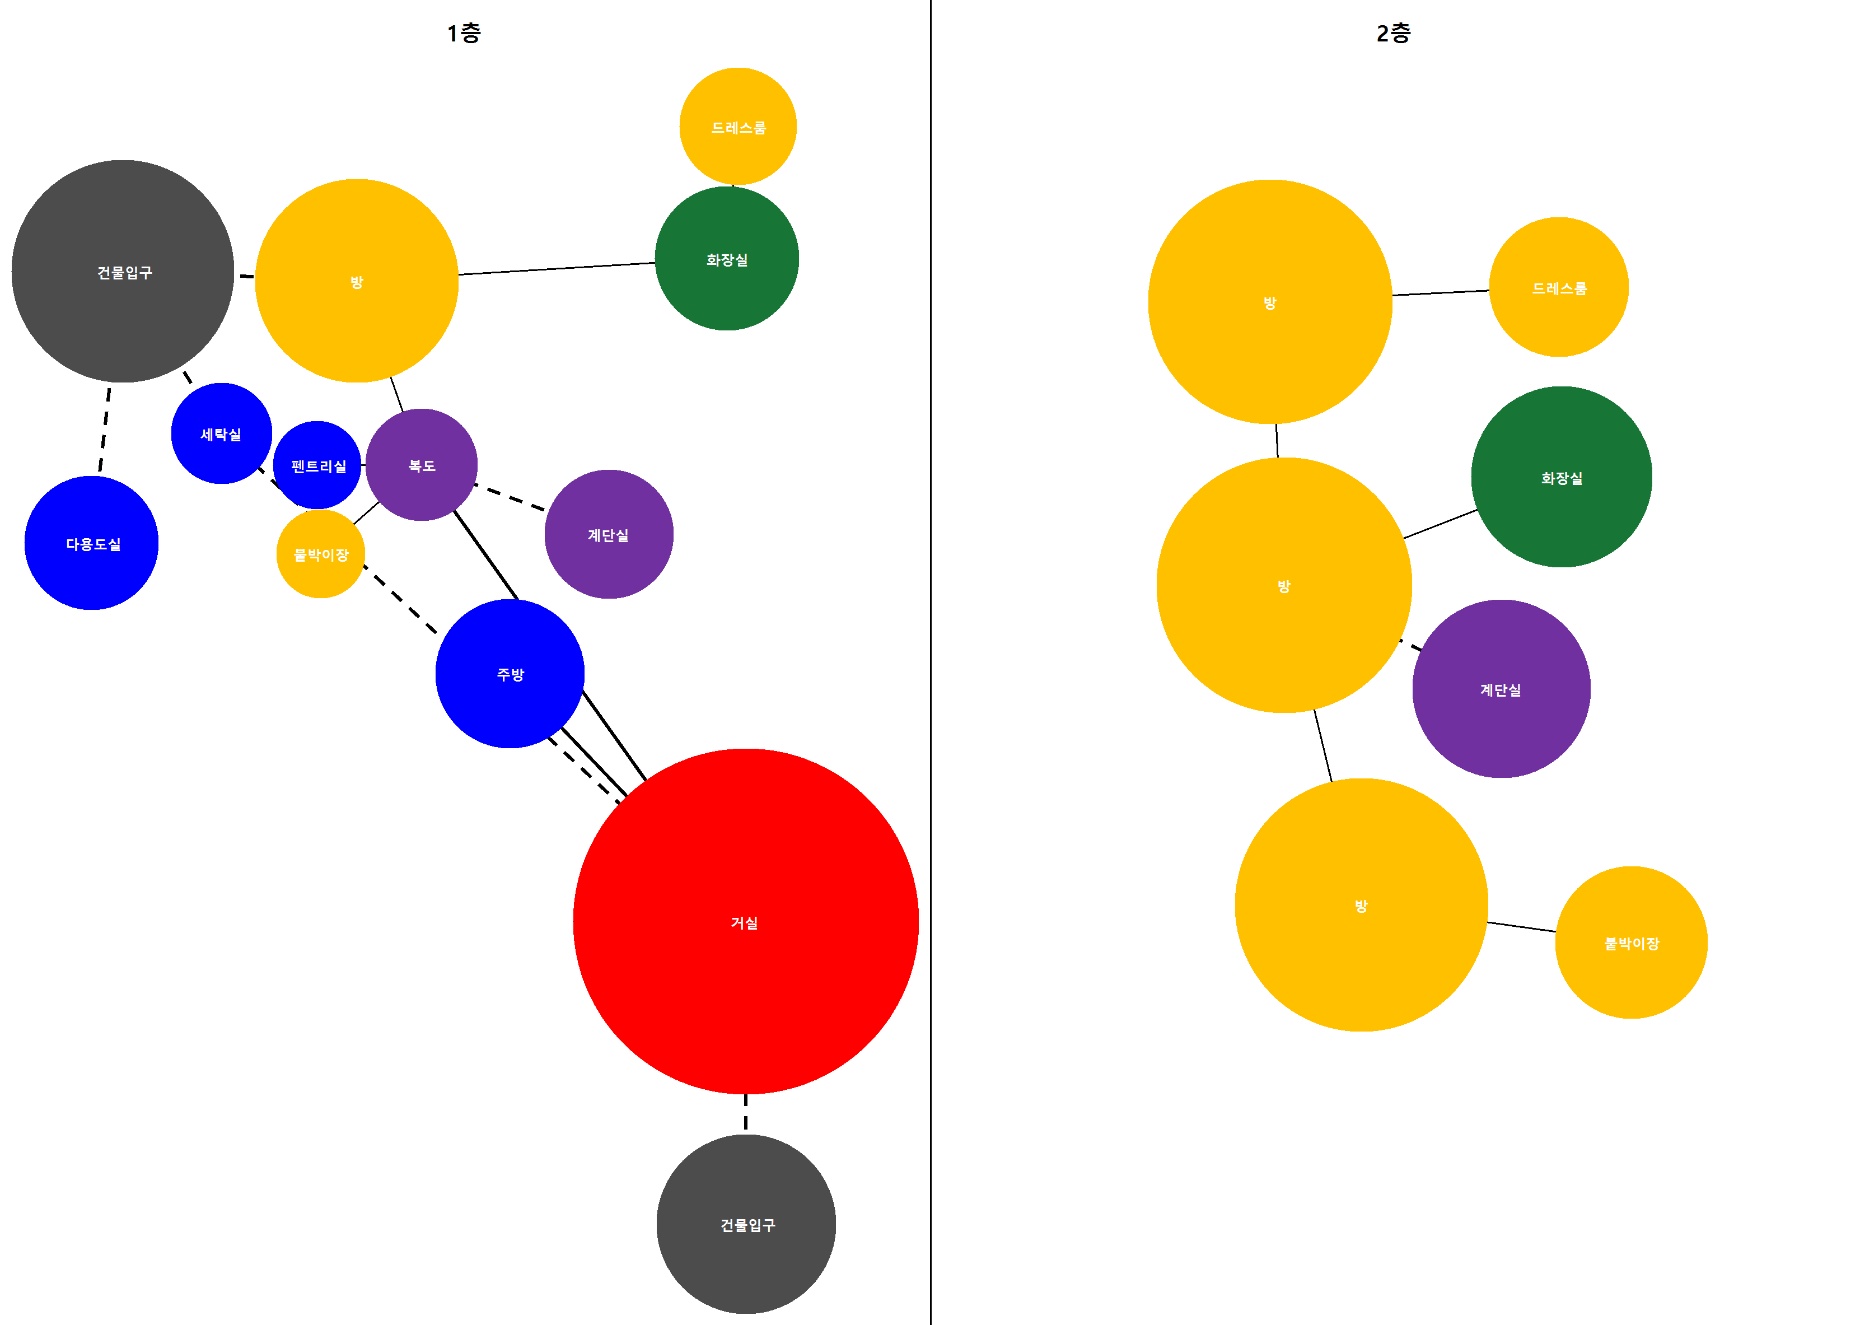 1층
드레스룸
건물입구
방
화장실
세탁실
펜트리실
복도
다용도실
붙박이장
계단실
주방
거실
건물입구
2층
방
드레스룸
화장실
방
계단실
방
붙박이장